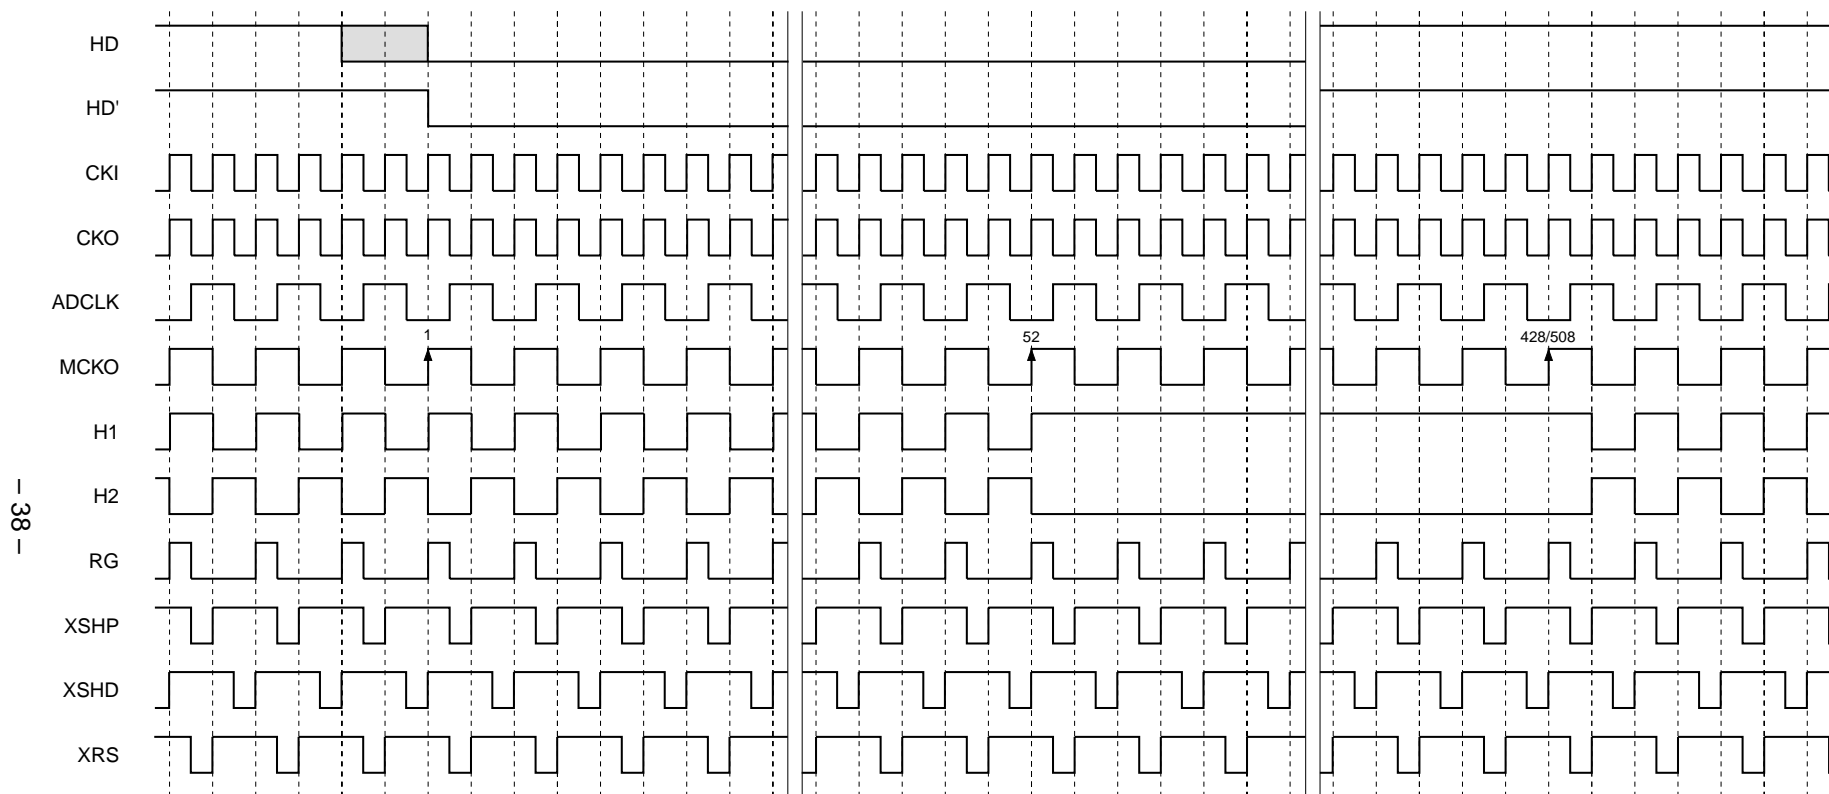 HD
HD'
CKI
CKO
ADCLK
1
52
428/508
MCKO
H1
H2
RG
XSHP
XSHD
XRS
– 38 –